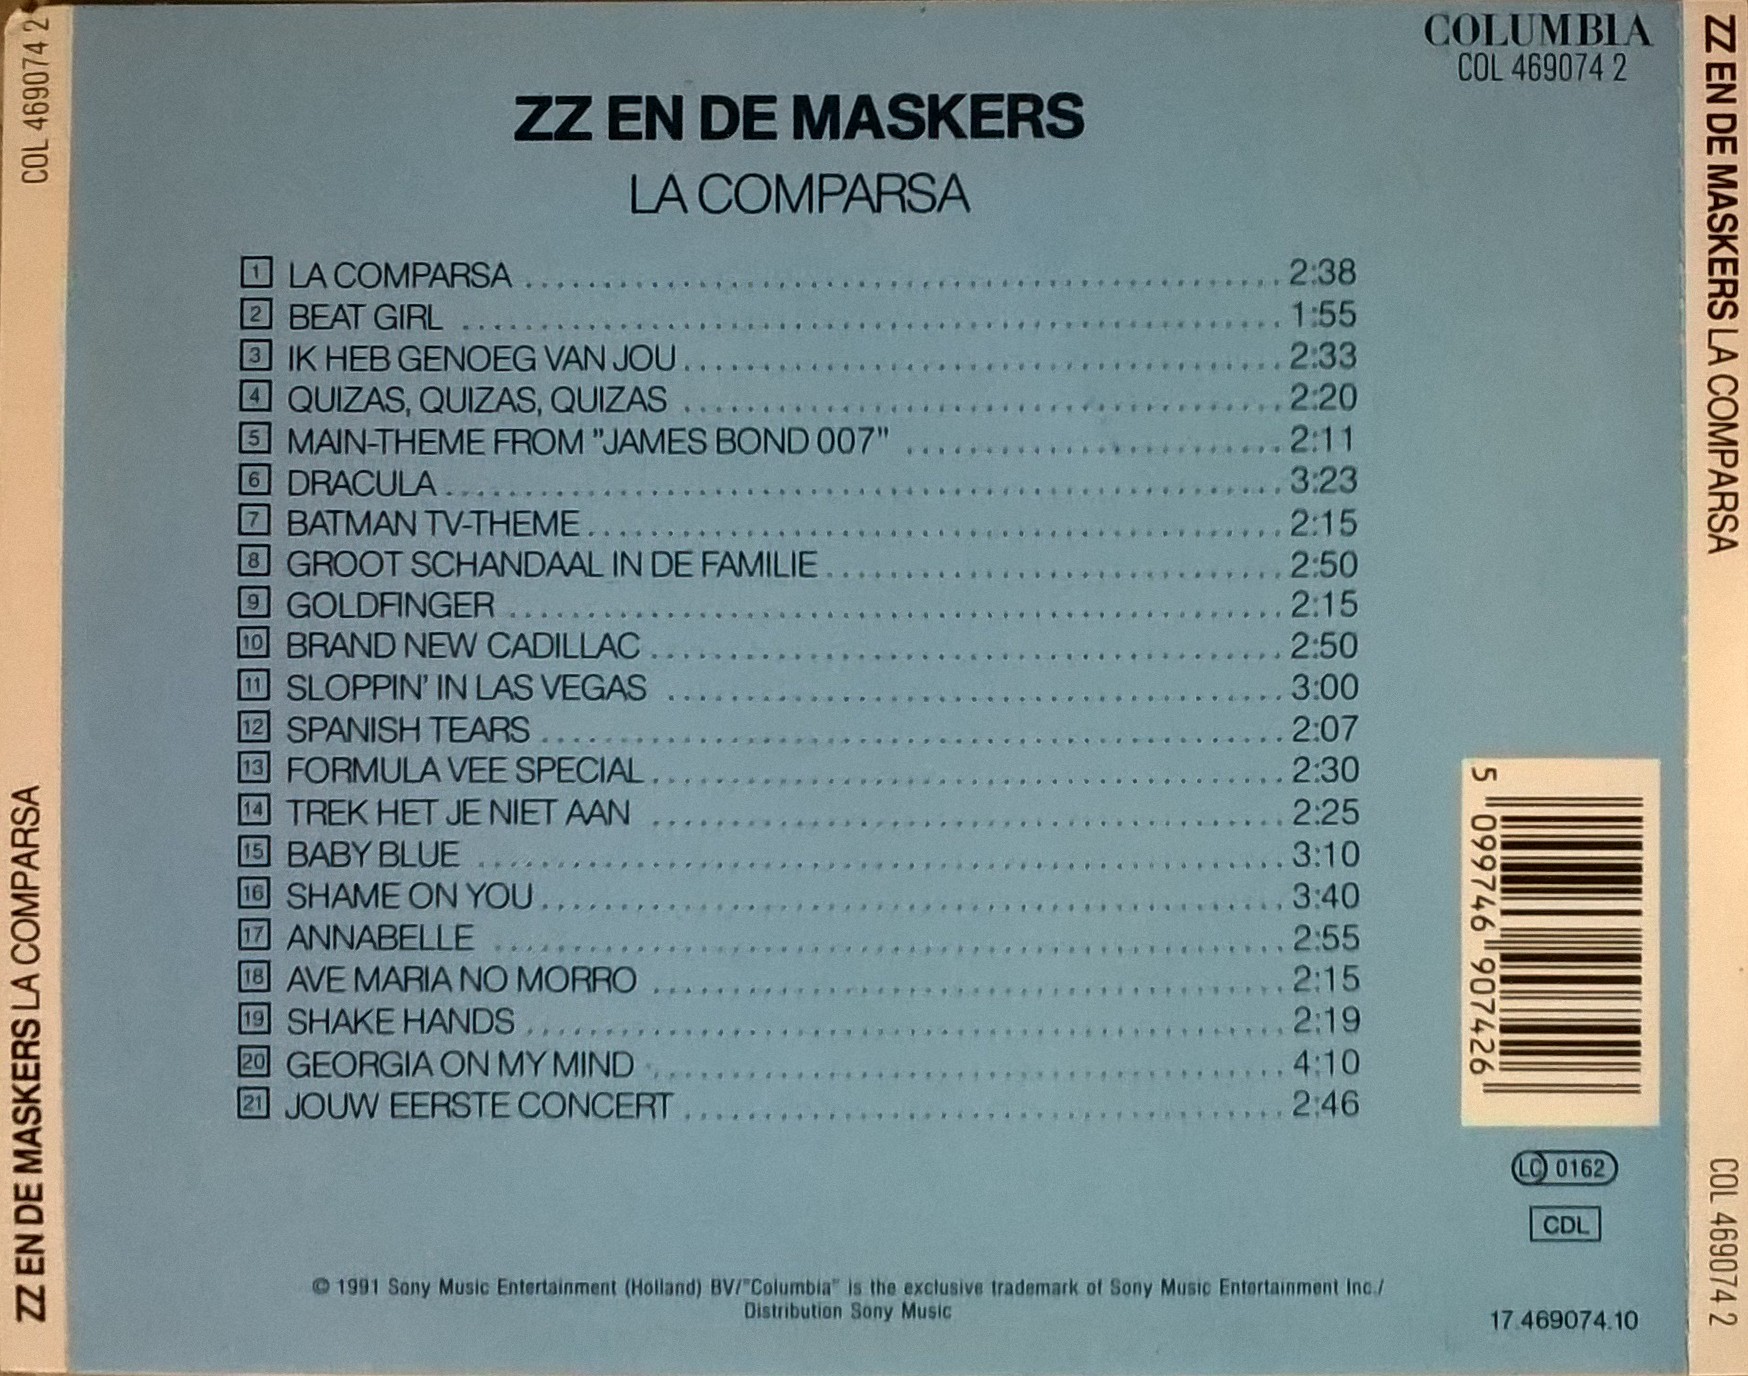 COL 469074 2
ZZ EN DE MASKERS LA COMPARSA
COLUMBIA
COL 469074 2
ZZ EN DE MASKERS
LA COMPARSA
1 LA COMPARSA 2:38
2 BEAT GIRL 1:55
3 IK HEB GENOEG VAN JOU 2:33
4 QUIZAS, QUIZAS, QUIZAS 2:20
5 MAIN-THEME FROM "JAMES BOND 007" 2:11
6 DRACULA 3:23
7 BATMAN TV-THEME 2:15
8 GROOT SCHANDAAL IN DE FAMILIE 2:50
9 GOLDFINGER 2:15
10 BRAND NEW CADILLAC 2:50
11 SLOPPIN' IN LAS VEGAS 3:00
12 SPANISH TEARS 2:07
13 FORMULA VEE SPECIAL 2:30
14 TREK HET JE NIET AAN 2:25
15 BABY BLUE 3:10
16 SHAME ON YOU 3:40
17 ANNABELLE 2:55
18 AVE MARIA NO MORRO 2:15
19 SHAKE HANDS 2:19
20 GEORGIA ON MY MIND 4:10
21 JOUW EERSTE CONCERT 2:46
5 099746 907426
LC 0162
CDL
© 1991 Sony Music Entertainment (Holland) BV/"Columbia" is the exclusive trademark of Sony Music Entertainment Inc./
Distribution Sony Music
17.469074.10
ZZ EN DE MASKERS LA COMPARSA
COL 469074 2